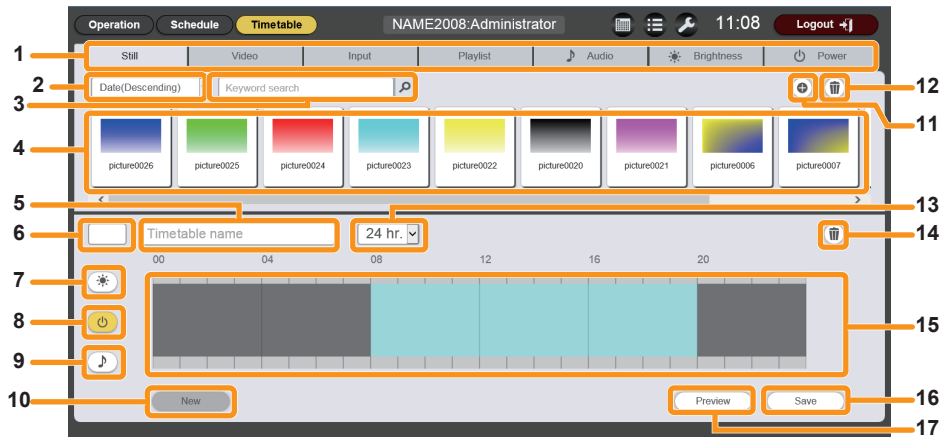 Operation Schedule Timetable NAME2008:Administrator 11:08 Logout
1 Still Video Input Playlist Audio Brightness Power
2 Date(Descending) Keyword search 12
3 11
4 picture0026 picture0025 picture0024 picture0023 picture0022 picture0020 picture0021 picture0006 picture0007
5 13
6 Timetable name 24 hr. 14
00 04 08 12 16 20
7
8 15
9
10 New Preview Save 16
17